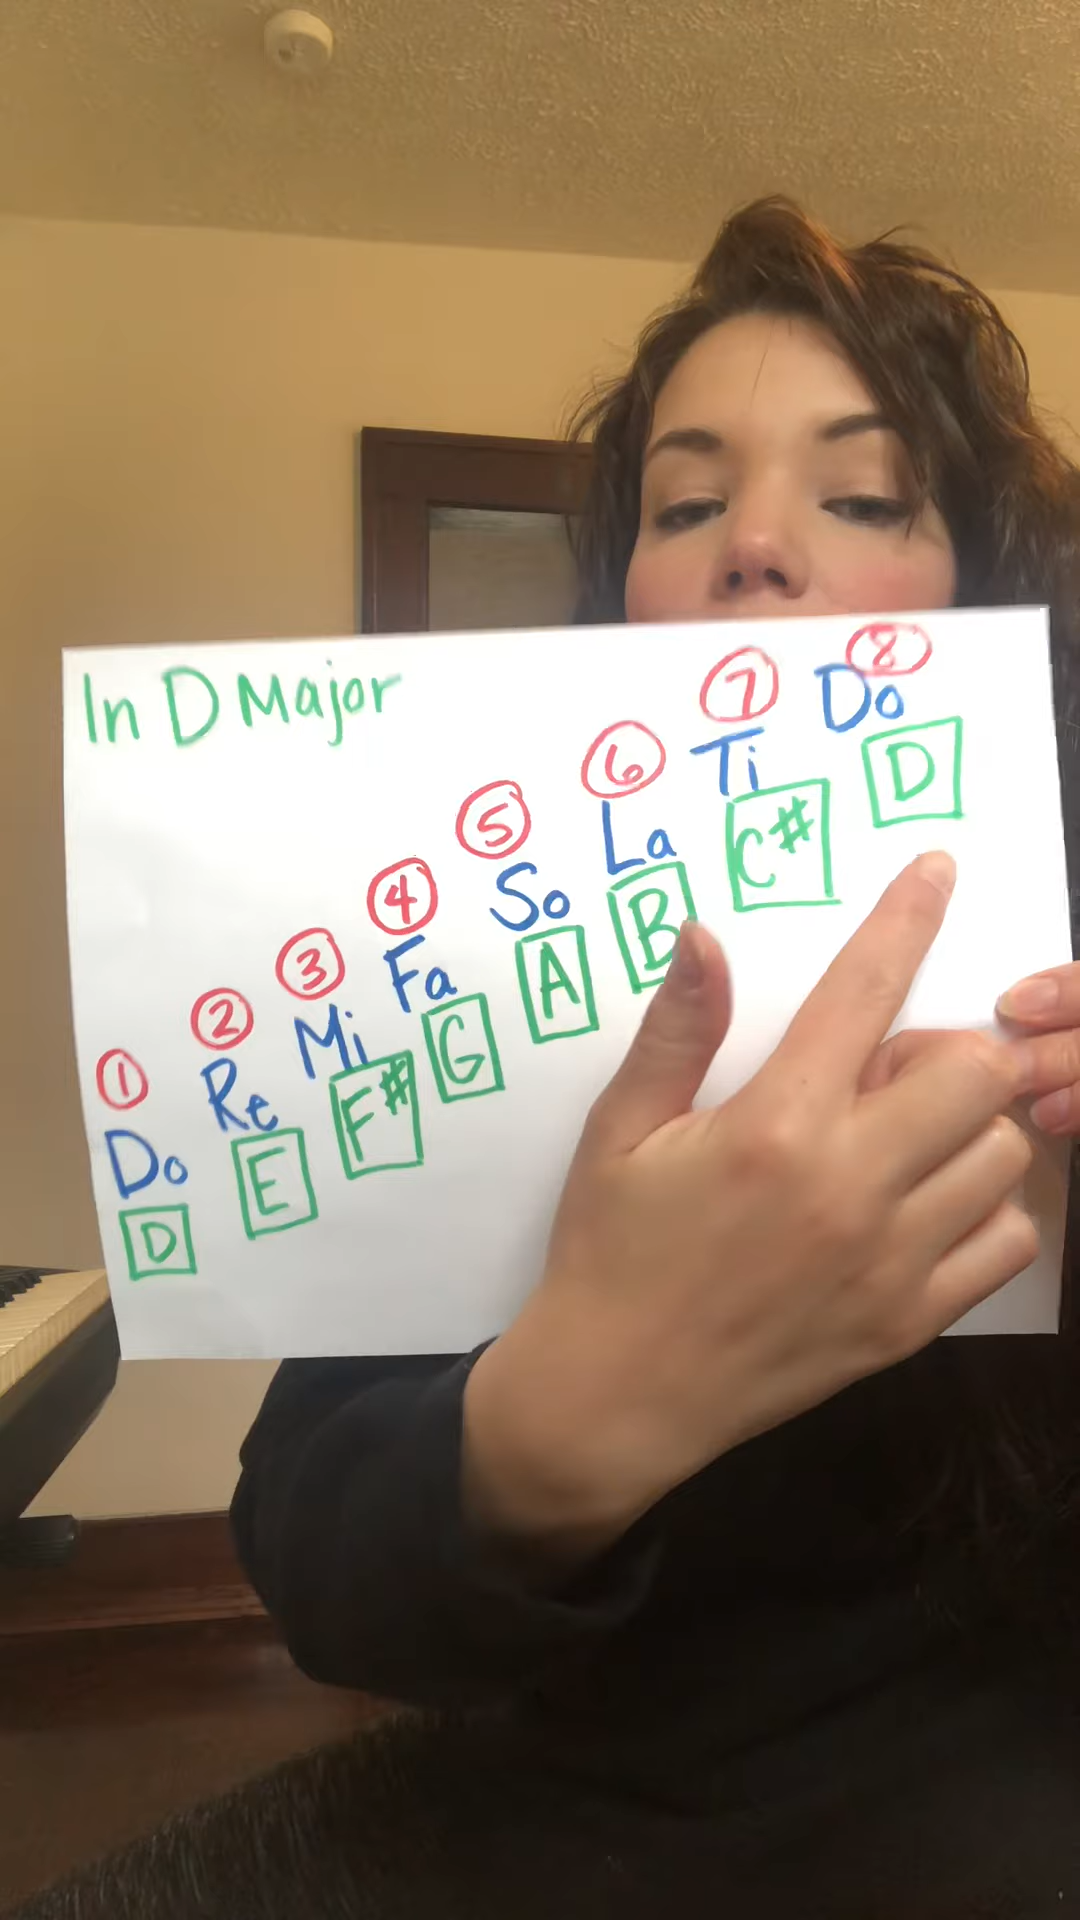 In D Major
① ② ③ ④ ⑤ ⑥ ⑦ ⑧
Do Re Mi Fa So La Ti Do
D E F# G A B C# D